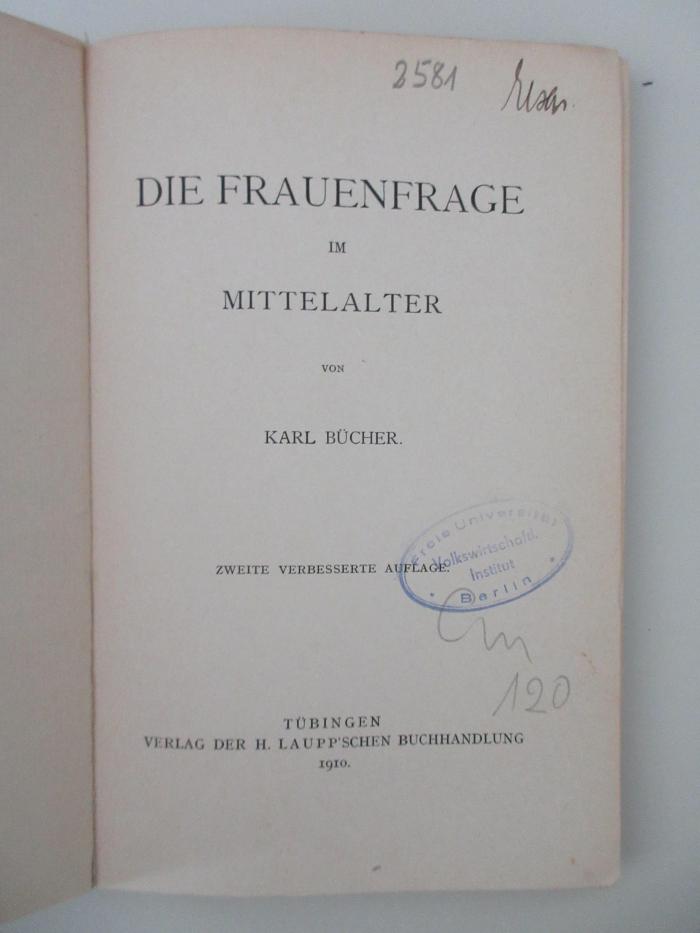 2581
DIE FRAUENFRAGE
IM
MITTELALTER
VON
KARL BÜCHER.
ZWEITE VERBESSERTE AUFLAGE.
Freie Universität
Volkswirtschaftl.
Institut
* Berlin *
120
TÜBINGEN
VERLAG DER H. LAUPP'SCHEN BUCHHANDLUNG
1910.